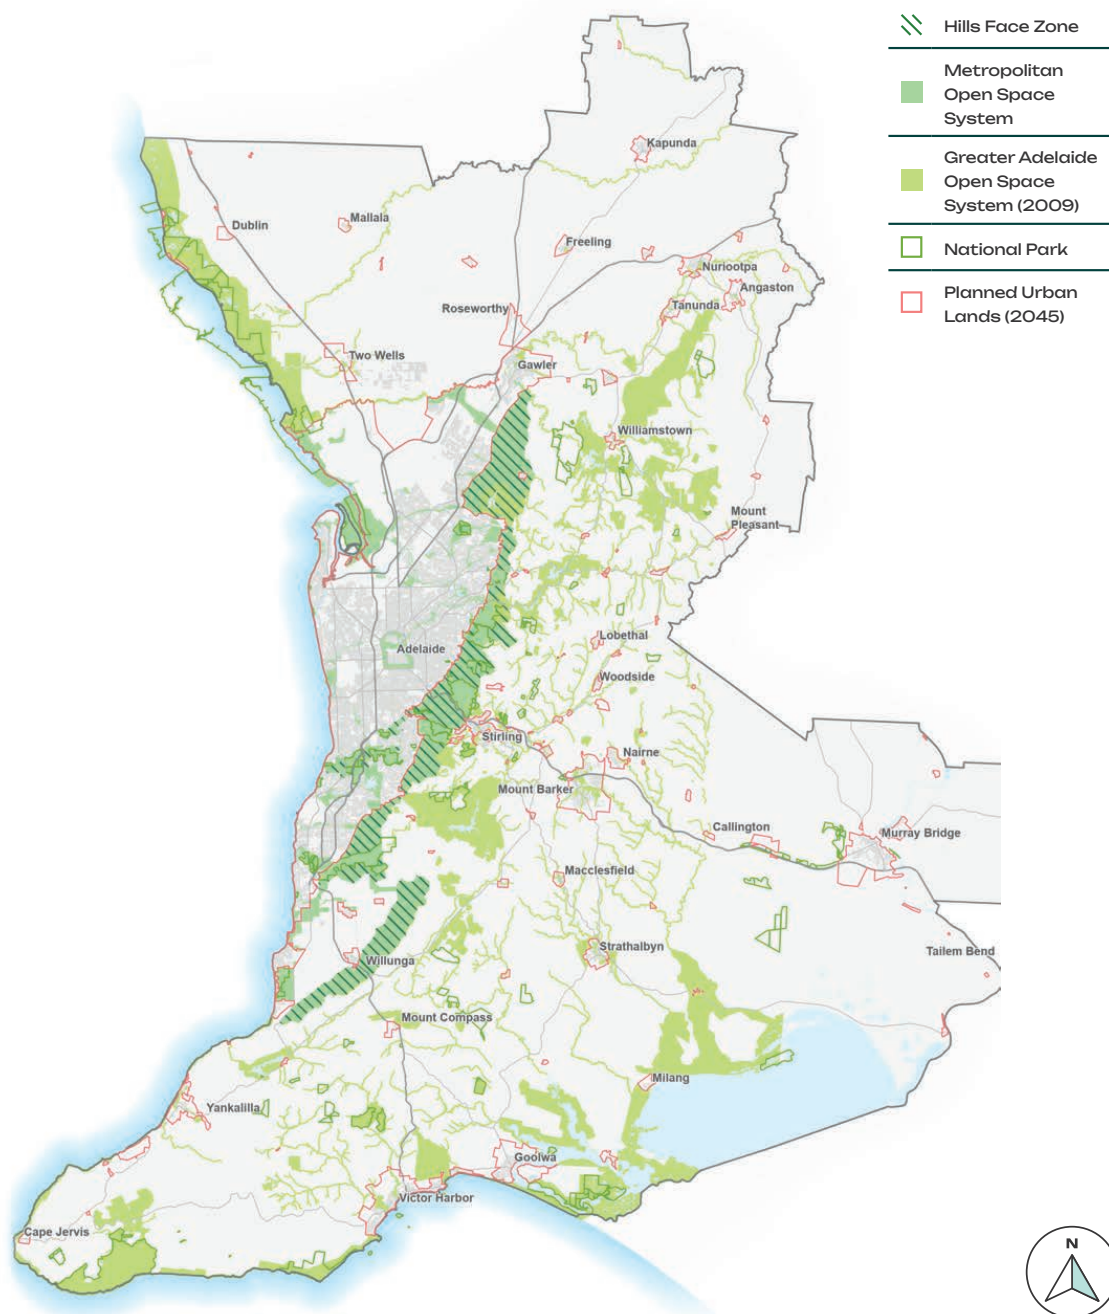 Hills Face Zone
Metropolitan
Open Space
System
Greater Adelaide
Open Space
System (2009)
National Park
Planned Urban
Lands (2045)
Kapunda
Dublin
Mallala
Freeling
Nuriootpa
Angaston
Tanunda
Roseworthy
Two Wells
Gawler
Williamstown
Mount
Pleasant
Lobethal
Adelaide
Woodside
Stirling
Nairne
Mount Barker
Callington
Murray Bridge
Macclesfield
Strathalbyn
Tailem Bend
Willunga
Mount Compass
Milang
Yankalilla
Goolwa
Victor Harbor
Cape Jervis
N